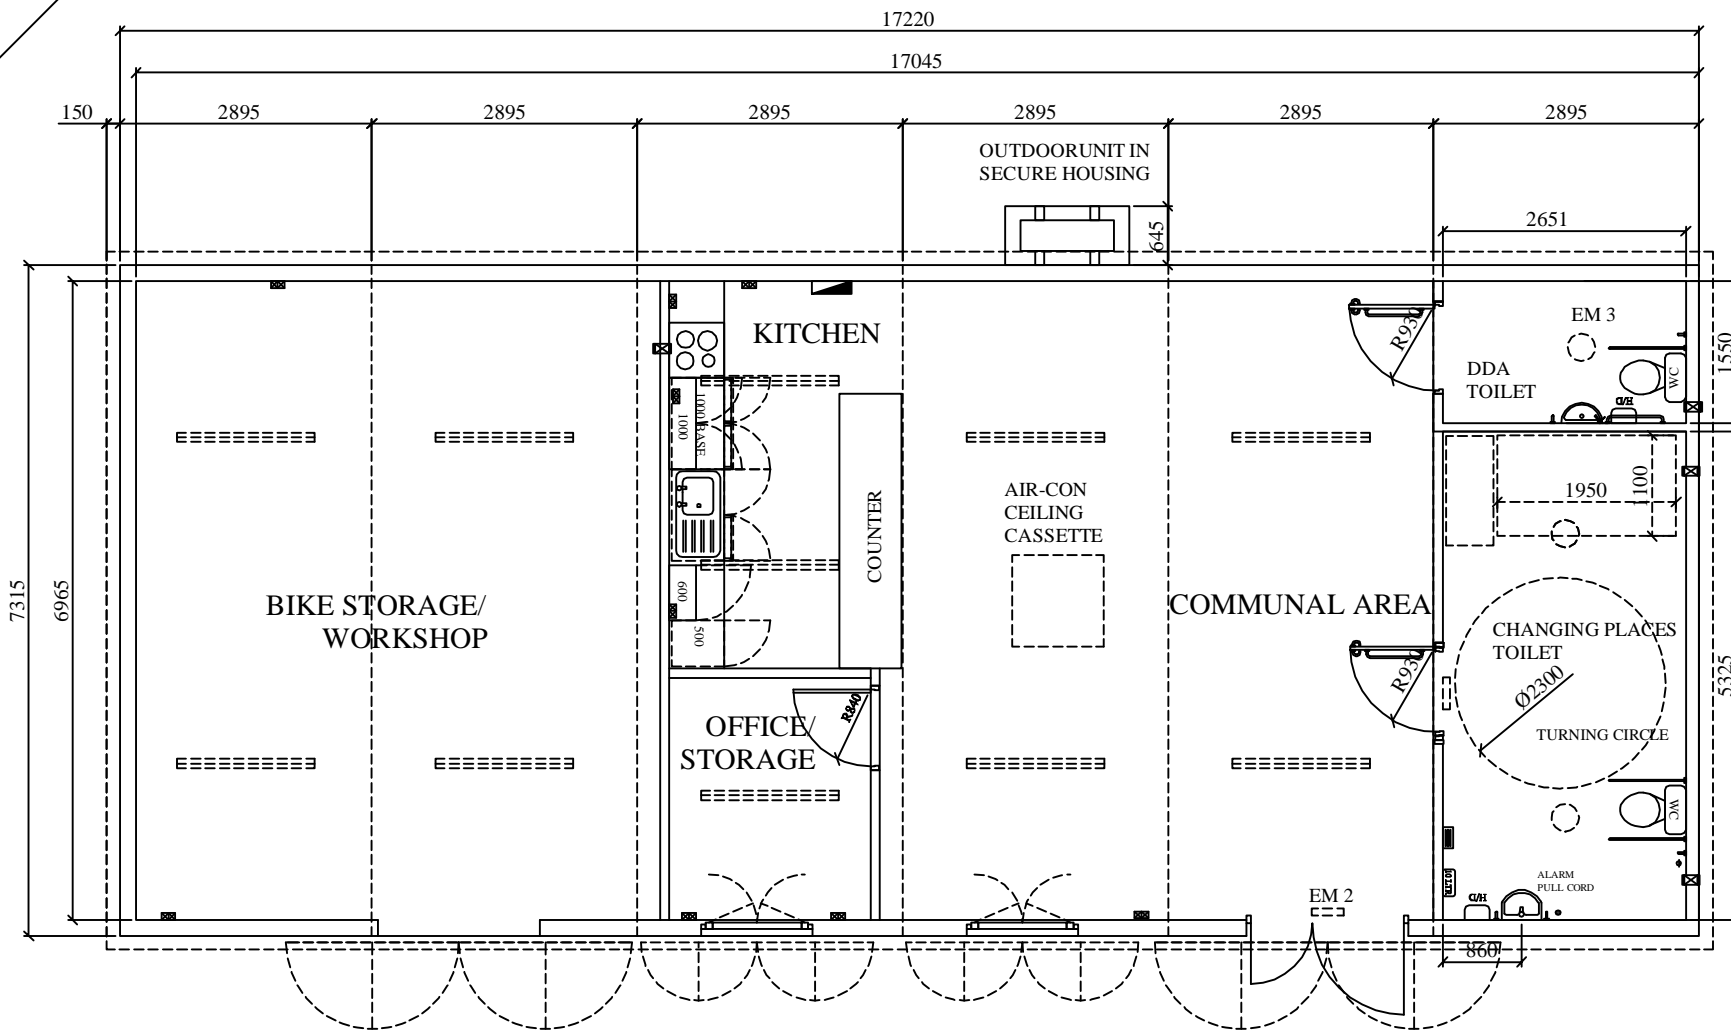 17220
17045
150
2895
2895
2895
2895
2895
2895
OUTDOORUNIT IN
SECURE HOUSING
645
2651
KITCHEN
R930
EM 3
DDA
TOILET
WC
H/D
1550
1000 BASE
1000
COUNTER
AIR-CON
CEILING
CASSETTE
1950
1100
7315
6965
BIKE STORAGE/
WORKSHOP
600
500
COMMUNAL AREA
CHANGING PLACES
TOILET
R930
Ø2300
5325
OFFICE/
STORAGE
R840
TURNING CIRCLE
WC
ALARM
PULL CORD
H/D
EM 2
860